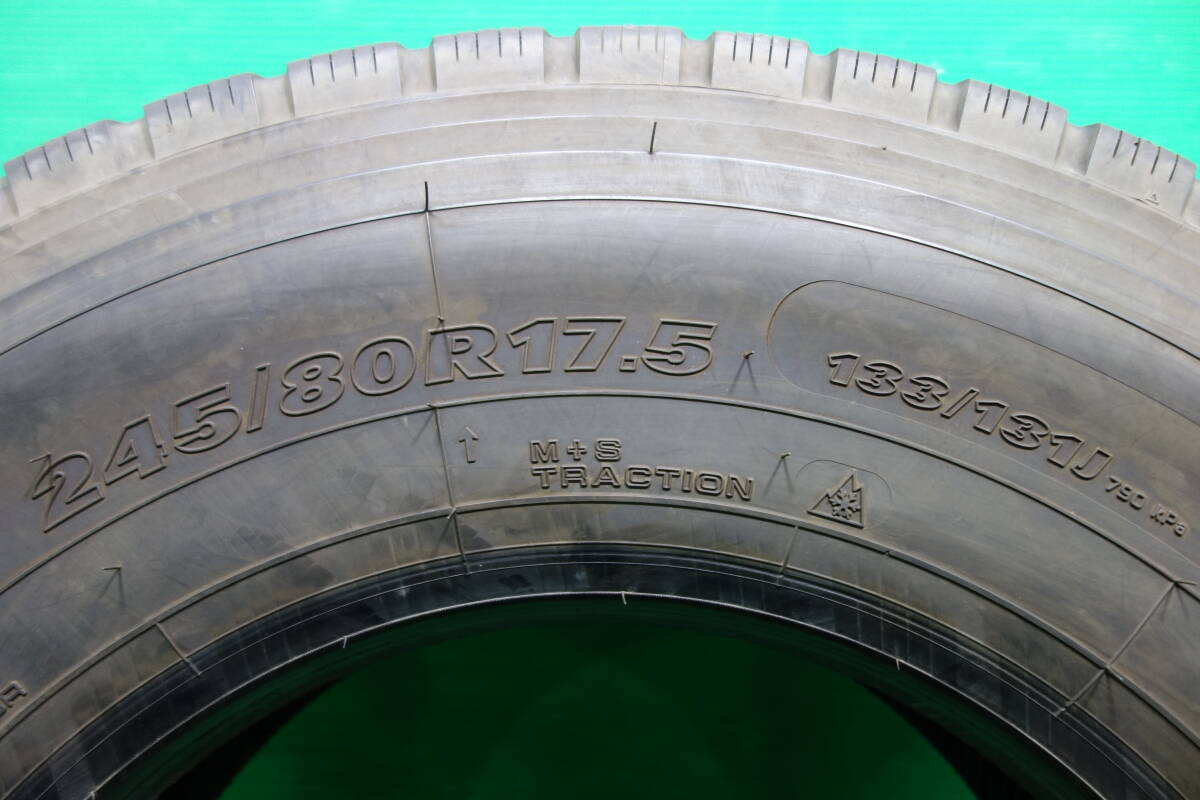 245/80R17.5
133/131J 790 kPa
M+S
TRACTION